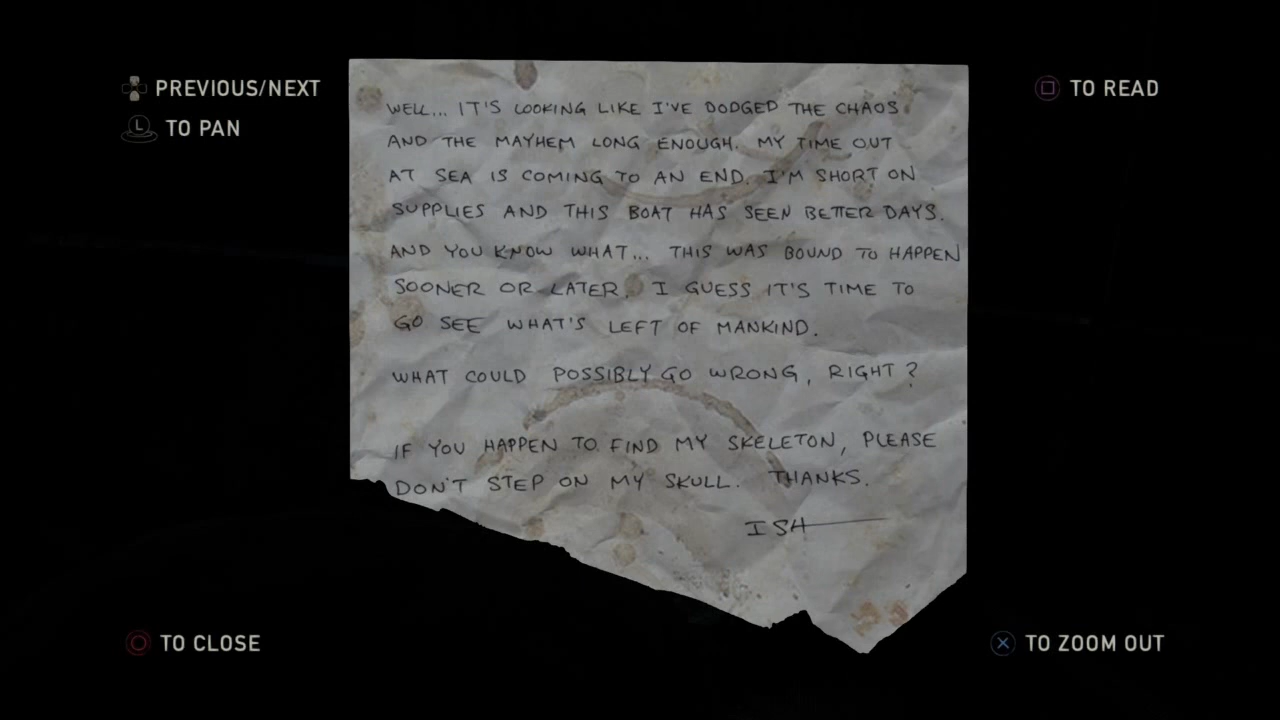 PREVIOUS/NEXT
L TO PAN
TO READ
WELL... IT'S LOOKING LIKE I'VE DODGED THE CHAOS
AND THE MAYHEM LONG ENOUGH. MY TIME OUT
AT SEA IS COMING TO AN END. I'M SHORT ON
SUPPLIES AND THIS BOAT HAS SEEN BETTER DAYS.
AND YOU KNOW WHAT... THIS WAS BOUND TO HAPPEN
SOONER OR LATER. I GUESS IT'S TIME TO
GO SEE WHAT'S LEFT OF MANKIND.
WHAT COULD POSSIBLY GO WRONG, RIGHT?
IF YOU HAPPEN TO FIND MY SKELETON, PLEASE
DON'T STEP ON MY SKULL. THANKS.
ISH
TO CLOSE
TO ZOOM OUT